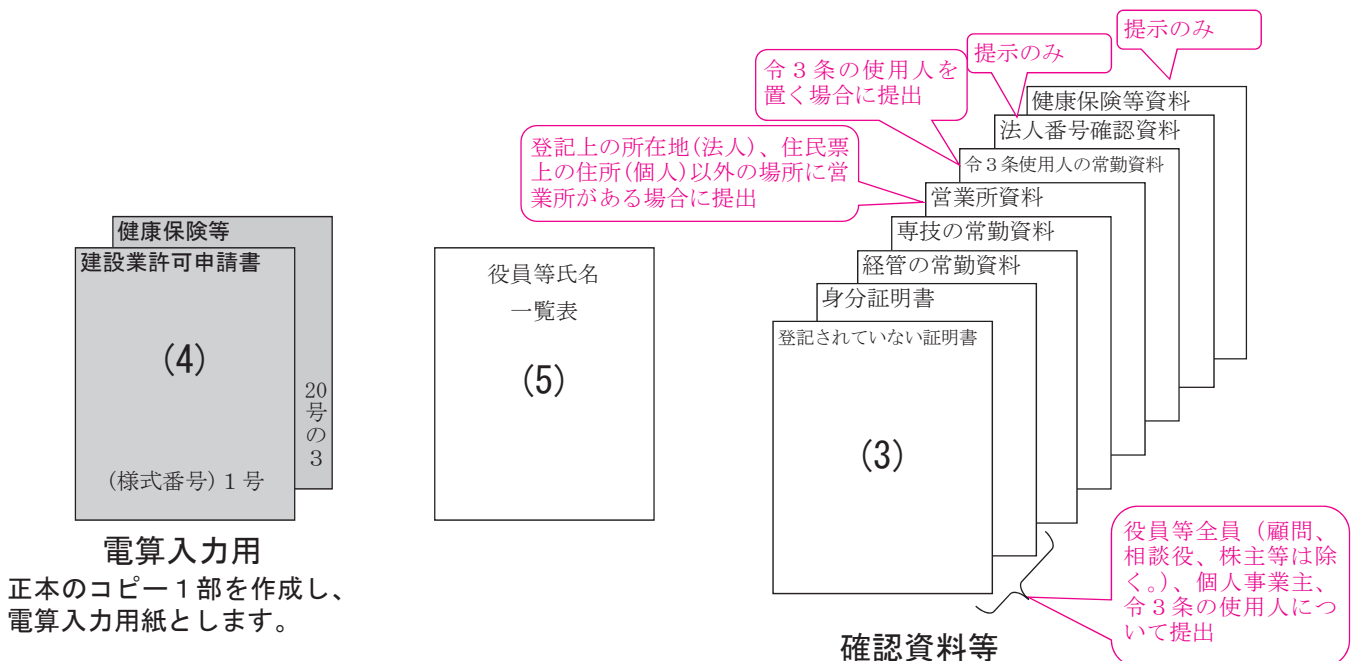 提示のみ
提示のみ
令３条の使用人を
置く場合に提出
登記上の所在地(法人)、住民票
上の住所(個人)以外の場所に営
業所がある場合に提出
健康保険等資料
法人番号確認資料
令３条使用人の常勤資料
営業所資料
専技の常勤資料
経管の常勤資料
身分証明書
登記されていない証明書
(3)
健康保険等
建設業許可申請書
(4)
20号の3
(様式番号)１号
役員等氏名
一覧表
(5)
電算入力用
正本のコピー１部を作成し、
電算入力用紙とします。
役員等全員（顧問、
相談役、株主等は除
く。）、個人事業主、
令３条の使用人につ
いて提出
確認資料等